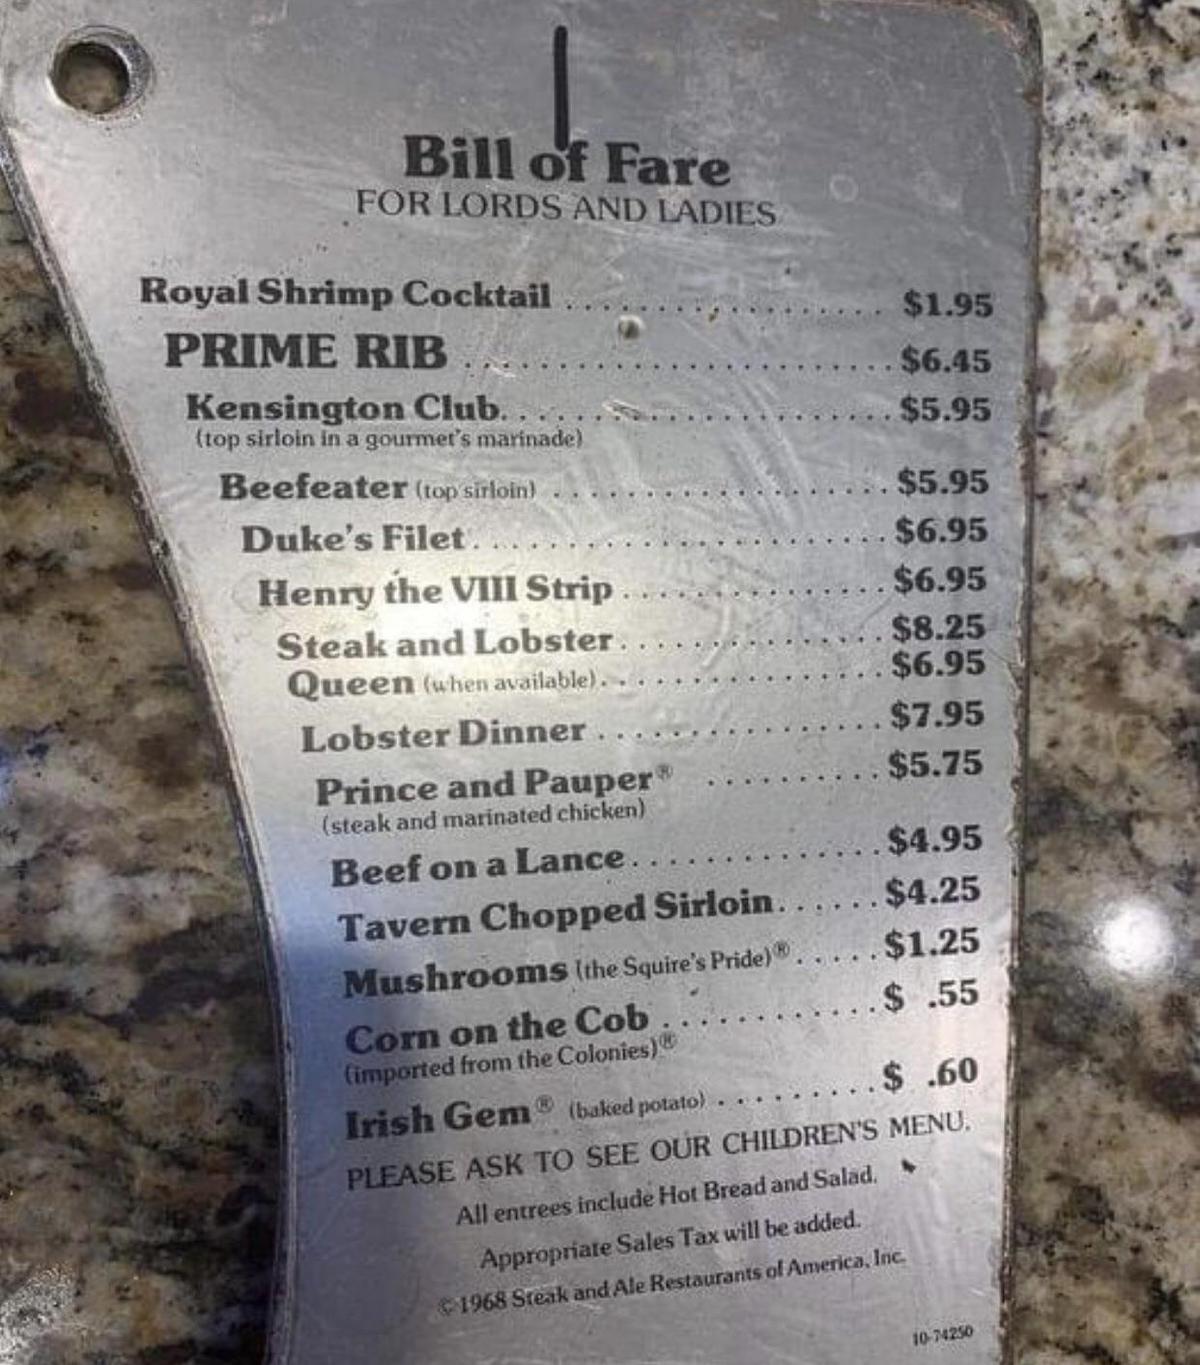 Bill of Fare
FOR LORDS AND LADIES
Royal Shrimp Cocktail . . . . . . . . . . . . . . . . . $1.95
PRIME RIB . . . . . . . . . . . . . . . . . . . . . . . $6.45
Kensington Club. . . . . . . . . . . . . . . . . . . . . $5.95
(top sirloin in a gourmet's marinade)
Beefeater (top sirloin) . . . . . . . . . . . . . . . . . . $5.95
Duke's Filet. . . . . . . . . . . . . . . . . . . . . . $6.95
Henry the VIII Strip . . . . . . . . . . . . . . $6.95
Steak and Lobster. . . . . . . . . . . . . . $8.25
Queen (when available). . . . . . . . . . . . . . . $6.95
Lobster Dinner . . . . . . . . . . . . . . . $7.95
Prince and Pauper® . . . . . . . . . . $5.75
(steak and marinated chicken)
Beef on a Lance. . . . . . . . . . . . . . $4.95
Tavern Chopped Sirloin. . . . . . $4.25
Mushrooms (the Squire's Pride)® . . . . . $1.25
Corn on the Cob . . . . . . . . . . . . $ .55
(imported from the Colonies)®
Irish Gem® (baked potato) . . . . . . . . . $ .60
PLEASE ASK TO SEE OUR CHILDREN'S MENU.
All entrees include Hot Bread and Salad.
Appropriate Sales Tax will be added.
©1968 Steak and Ale Restaurants of America, Inc.
10-74250